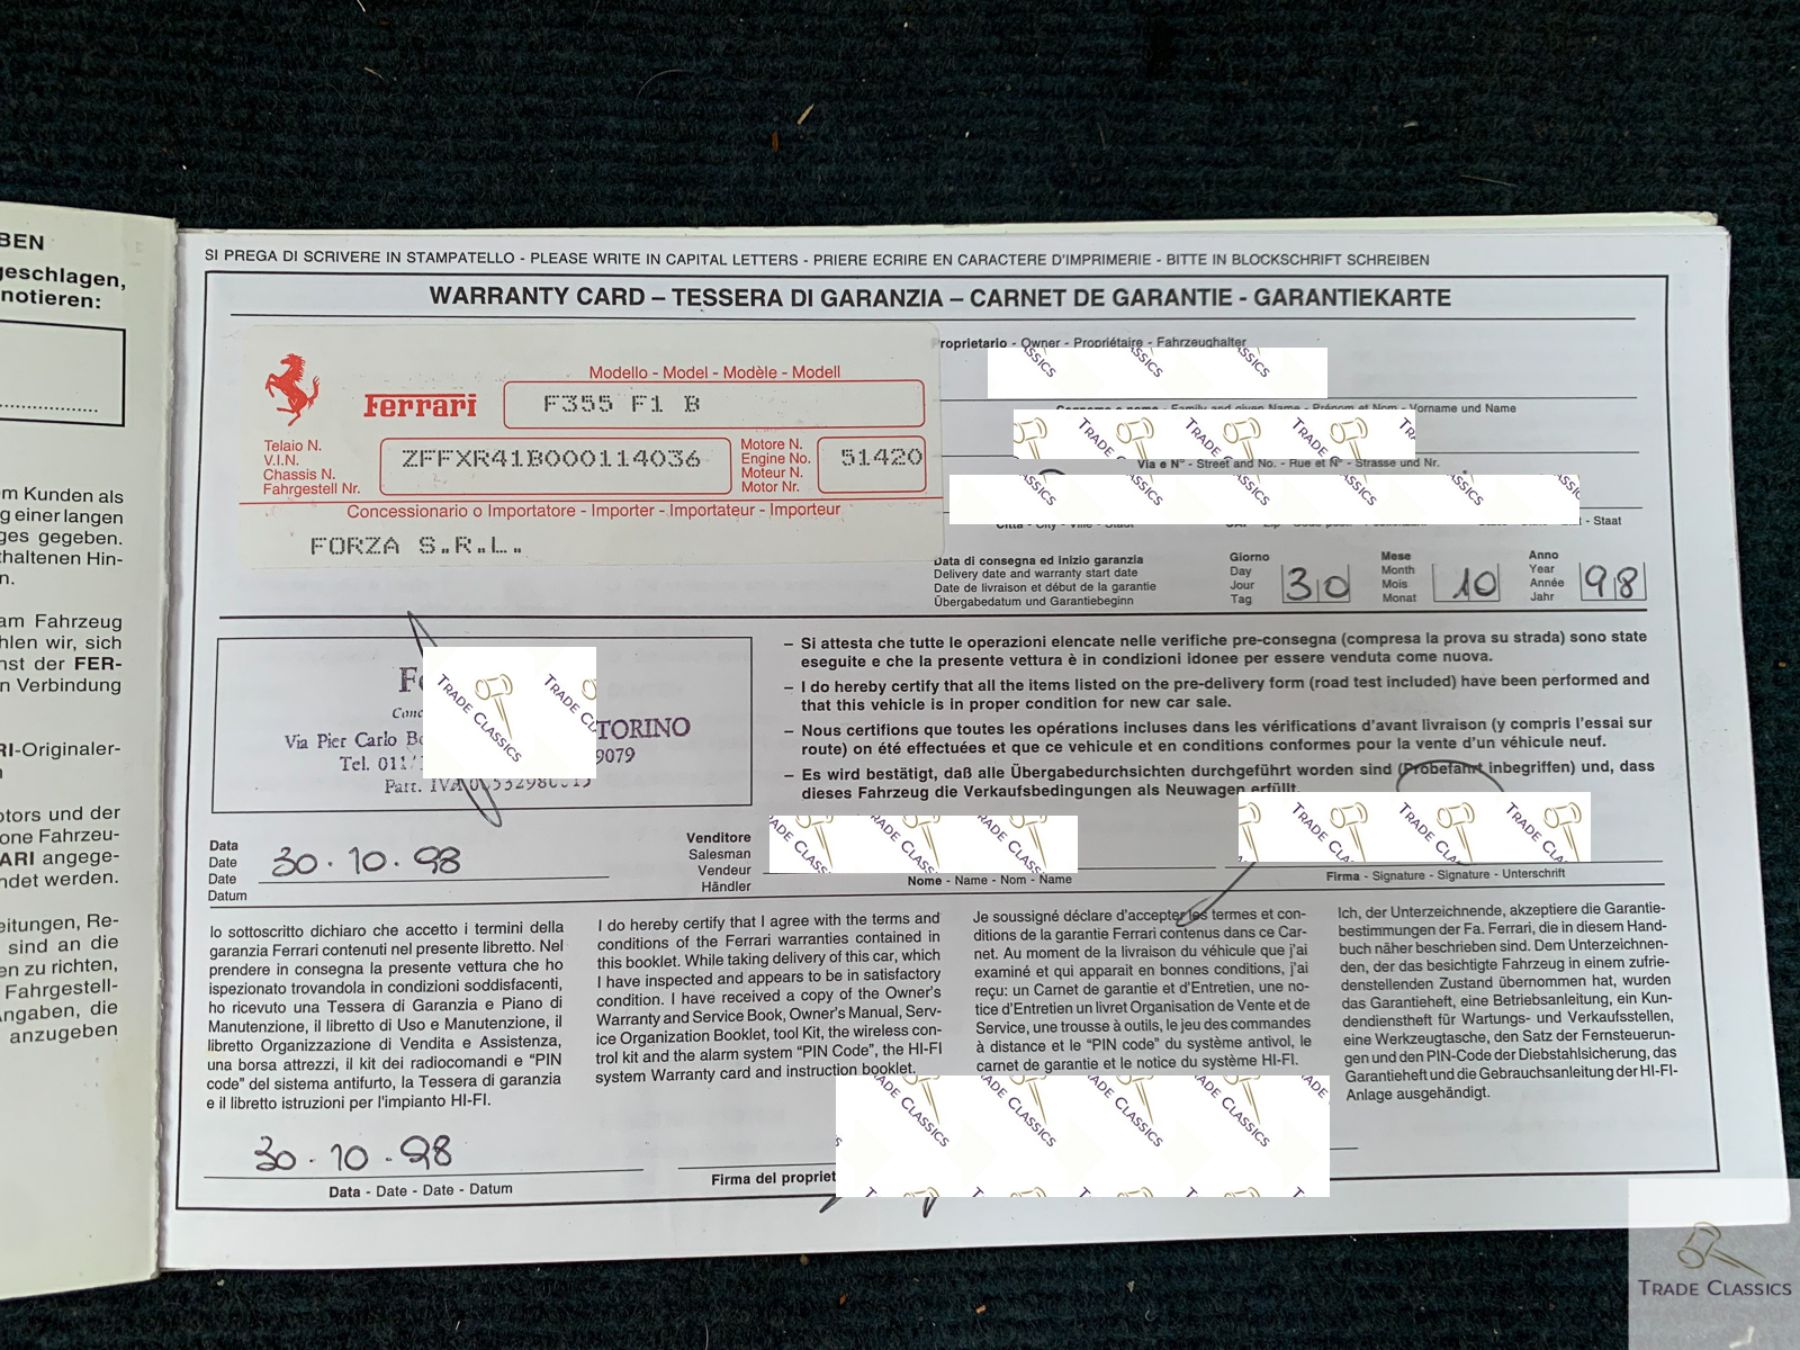 BEN
geschlagen,
notieren:
m Kunden als
g einer langen
ges gegeben.
thaltenen Hin-
n.
am Fahrzeug
hlen wir, sich
nst der FER-
n Verbindung
RI-Originaler-
otors und der
one Fahrzeu-
ARI angege-
ndet werden.
eitungen, Re-
sind an die
en zu richten,
Fahrgestell-
ngaben, die
anzugeben
SI PREGA DI SCRIVERE IN STAMPATELLO - PLEASE WRITE IN CAPITAL LETTERS - PRIERE ECRIRE EN CARACTERE D'IMPRIMERIE - BITTE IN BLOCKSCHRIFT SCHREIBEN
WARRANTY CARD – TESSERA DI GARANZIA – CARNET DE GARANTIE - GARANTIEKARTE
Modello - Model - Modèle - Modell
Ferrari
F355 F1 B
Telaio N.
V.I.N.
Chassis N.
Fahrgestell Nr.
ZFFXR41B000114036
Motore N.
Engine No.
Moteur N.
Motor Nr.
51420
Concessionario o Importatore - Importer - Importateur - Importeur
FORZA S.R.L.
Proprietario - Owner - Propriétaire - Fahrzeughalter
Vorname und Name
Via e N° - Street and No. - Rue et N° - Strasse und Nr.
- Staat
Data di consegna ed inizio garanzia
Delivery date and warranty start date
Date de livraison et début de la garantie
Übergabedatum und Garantiebeginn
Giorno
Day
Jour
Tag
30
Mese
Month
Mois
Monat
10
Anno
Year
Année
Jahr
98
Via Pier Carlo B
TORINO
Tel. 011/
9079
Part. IVA
– Si attesta che tutte le operazioni elencate nelle verifiche pre-consegna (compresa la prova su strada) sono state
eseguite e che la presente vettura è in condizioni idonee per essere venduta come nuova.
– I do hereby certify that all the items listed on the pre-delivery form (road test included) have been performed and
that this vehicle is in proper condition for new car sale.
– Nous certifions que toutes les opérations incluses dans les vérifications d'avant livraison (y compris l'essai sur
route) on été effectuées et que ce vehicule et en conditions conformes pour la vente d'un véhicule neuf.
– Es wird bestätigt, daß alle Übergabedurchsichten durchgeführt worden sind (Probefahrt inbegriffen) und, dass
dieses Fahrzeug die Verkaufsbedingungen als Neuwagen erfüllt.
Data
Date
Date
Datum
30.10.98
Venditore
Salesman
Vendeur
Händler
Nome - Name - Nom - Name
Firma - Signature - Signature - Unterschrift
Io sottoscritto dichiaro che accetto i termini della
garanzia Ferrari contenuti nel presente libretto. Nel
prendere in consegna la presente vettura che ho
ispezionato trovandola in condizioni soddisfacenti,
ho ricevuto una Tessera di Garanzia e Piano di
Manutenzione, il libretto di Uso e Manutenzione, il
libretto Organizzazione di Vendita e Assistenza,
una borsa attrezzi, il kit dei radiocomandi e “PIN
code” del sistema antifurto, la Tessera di garanzia
e il libretto istruzioni per l'impianto HI-FI.
I do hereby certify that I agree with the terms and
conditions of the Ferrari warranties contained in
this booklet. While taking delivery of this car, which
I have inspected and appears to be in satisfactory
condition. I have received a copy of the Owner's
Warranty and Service Book, Owner's Manual, Serv-
ice Organization Booklet, tool Kit, the wireless con-
trol kit and the alarm system “PIN Code”, the HI-FI
system Warranty card and instruction booklet.
Je soussigné déclare d'accepter les termes et con-
ditions de la garantie Ferrari contenus dans ce Car-
net. Au moment de la livraison du véhicule que j'ai
examiné et qui apparait en bonnes conditions, j'ai
reçu: un Carnet de garantie et d'Entretien, une no-
tice d'Entretien un livret Organisation de Vente et de
Service, une trousse à outils, le jeu des commandes
à distance et le “PIN code” du système antivol, le
carnet de garantie et le notice du système HI-FI.
Ich, der Unterzeichnende, akzeptiere die Garantie-
bestimmungen der Fa. Ferrari, die in diesem Hand-
buch näher beschrieben sind. Dem Unterzeichnen-
den, der das besichtigte Fahrzeug in einem zufrie-
denstellenden Zustand übernommen hat, wurden
das Garantieheft, eine Betriebsanleitung, ein Kun-
dendienstheft für Wartungs- und Verkaufsstellen,
eine Werkzeugtasche, den Satz der Fernsteuerun-
gen und den PIN-Code der Diebstahlsicherung, das
Garantieheft und die Gebrauchsanleitung der HI-FI-
Anlage ausgehändigt.
30.10.98
Data - Date - Date - Datum
Firma del propriet
TRADE CLASSICS